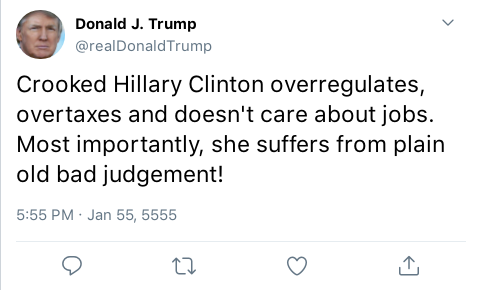 Donald J. Trump
@realDonaldTrump
Crooked Hillary Clinton overregulates,
overtaxes and doesn't care about jobs.
Most importantly, she suffers from plain
old bad judgement!
5:55 PM · Jan 55, 5555